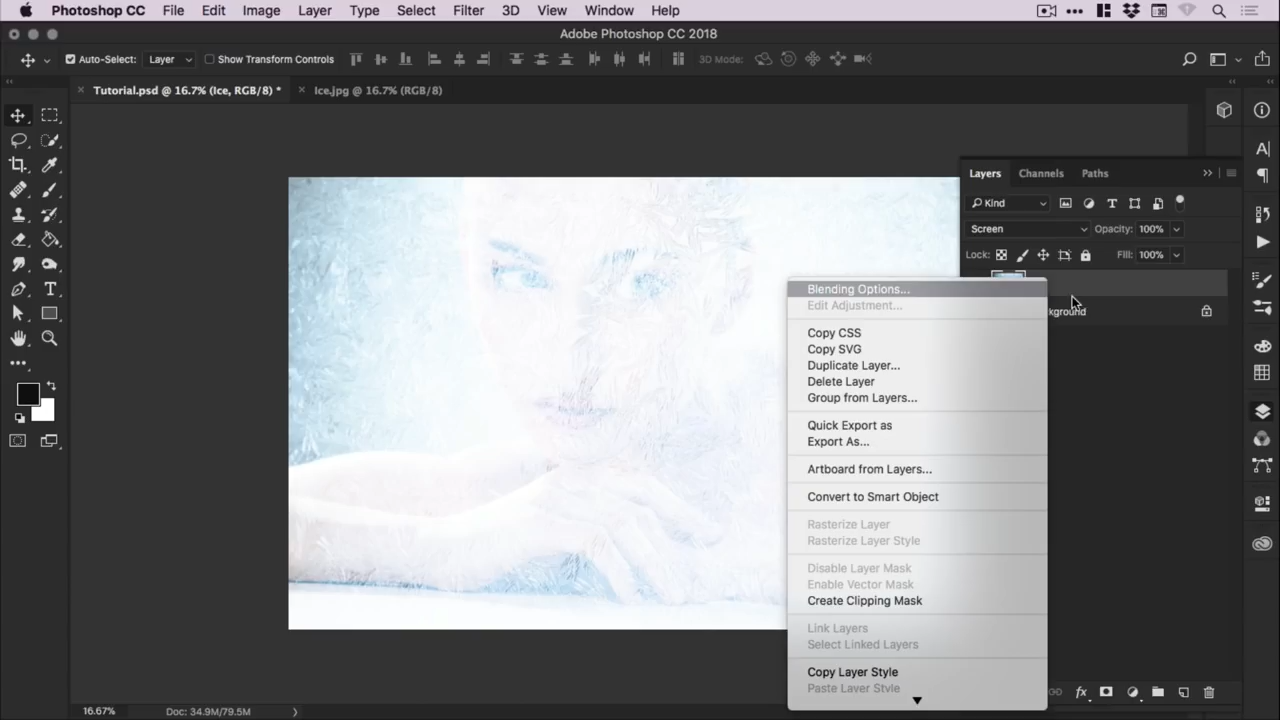 Photoshop CC File Edit Image Layer Type Select Filter 3D View Window Help
Adobe Photoshop CC 2018
Auto-Select: Layer Show Transform Controls 3D Mode:
Tutorial.psd @ 16.7% (Ice, RGB/8) * Ice.jpg @ 16.7% (RGB/8)
Layers Channels Paths
Kind
Screen Opacity: 100%
Lock: Fill: 100%
kground
Blending Options...
Edit Adjustment...
Copy CSS
Copy SVG
Duplicate Layer...
Delete Layer
Group from Layers...
Quick Export as
Export As...
Artboard from Layers...
Convert to Smart Object
Rasterize Layer
Rasterize Layer Style
Disable Layer Mask
Enable Vector Mask
Create Clipping Mask
Link Layers
Select Linked Layers
Copy Layer Style
Paste Layer Style
16.67% Doc: 34.9M/79.5M